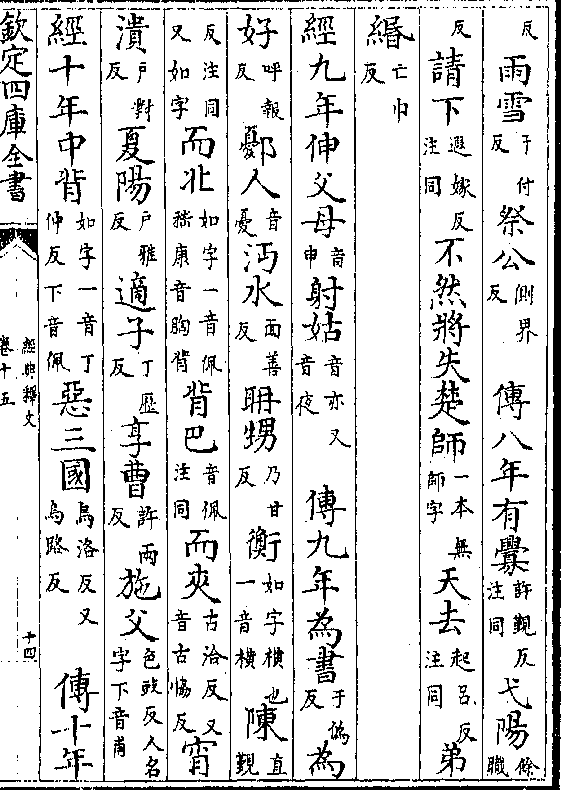 反雨雪于付反祭公側界反傳八年有釁許覲反注同弋陽餘職
反請下遐嫁反注同不然將失楚師一本無師字天去起呂反注同弟
緡亡巾反
經九年伸父母音申射姑音亦又音夜傳九年為書于偽反為
好呼報反鄾人音憂沔水面善反聃甥乃甘反衡如字橫也一音橫陳直覲
反注同又如字而北如字一音佩嵇康音胸背背巴音佩注同而夾古洽反又音古協反宵
潰戶對反夏陽戶雅反適子丁歷反享曹許兩反施父色豉反人名字下音甫
經十年中背如字一音丁仲反下音佩惡三國烏洛反又烏路反傳十年
欽定四庫全書
經典釋文
卷十五
十四